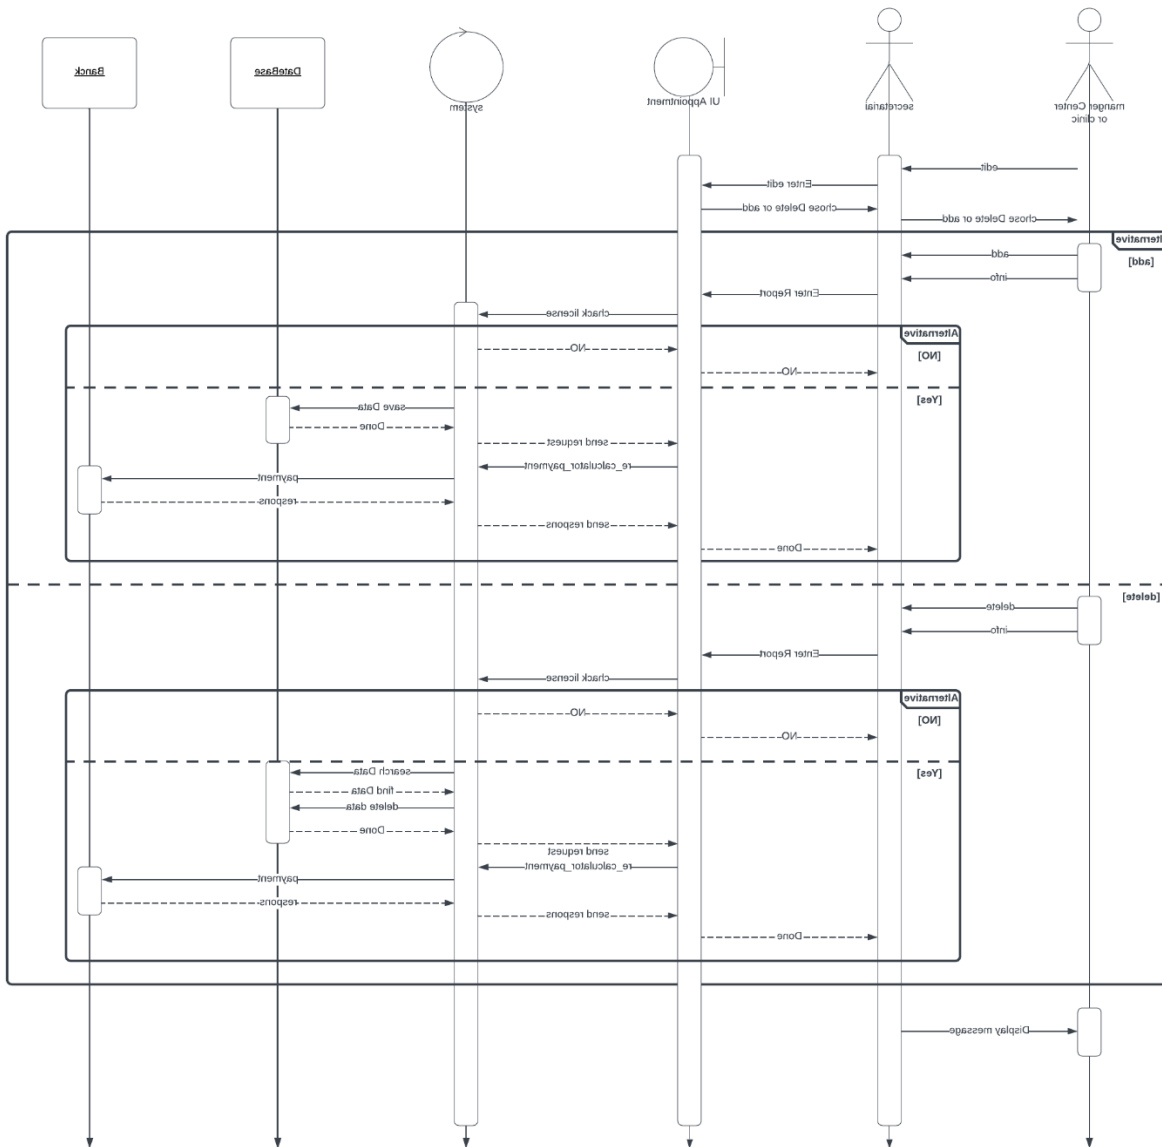 manger Center
or clinic
secretarial
UI Appointment
system
DateBase
Banck
edit
Enter edit
chose Delete or add
chose Delete or add
lternative
[add]
add
info
Enter Report
chack license
Alternative
[NO]
NO
NO
[Yes]
save Data
Done
send request
re_calculator_payment
payment
respons
send respons
Done
[delete]
delete
info
Enter Report
chack license
Alternative
[NO]
NO
NO
[Yes]
search Data
find Data
delete data
Done
send request
re_calculator_payment
payment
respons
send respons
Done
Display message